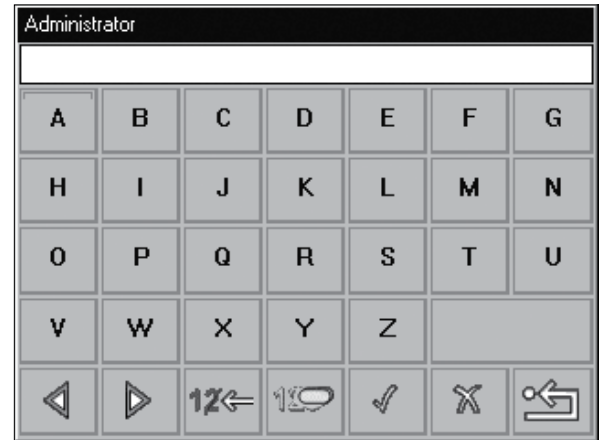 Administrator
A B C D E F G
H I J K L M N
O P Q R S T U
V W X Y Z
12